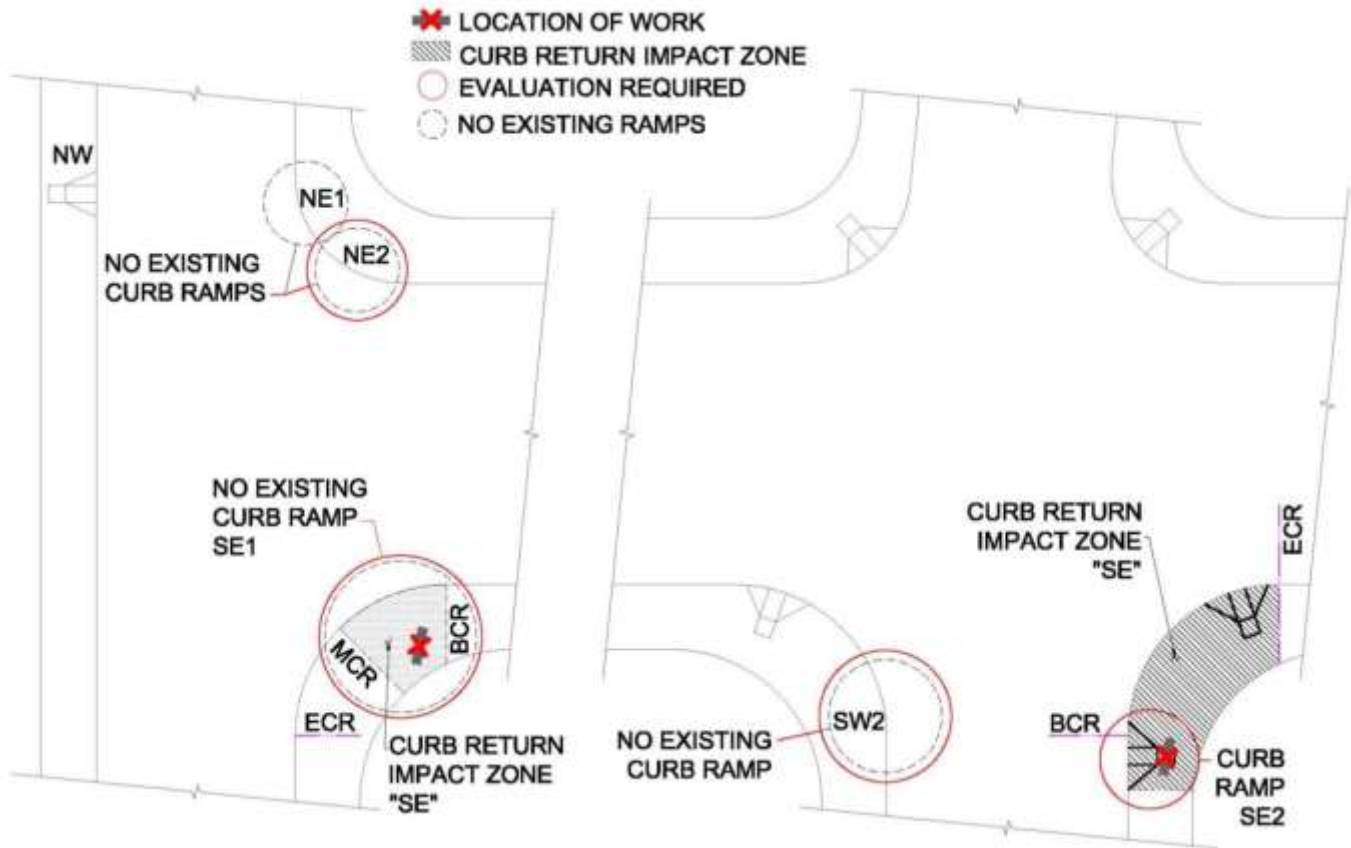 LOCATION OF WORK
CURB RETURN IMPACT ZONE
EVALUATION REQUIRED
NO EXISTING RAMPS
NW
NE1
NE2
NO EXISTING
CURB RAMPS
NO EXISTING
CURB RAMP
SE1
BCR
MCR
ECR
CURB RETURN
IMPACT ZONE
"SE"
SW2
NO EXISTING
CURB RAMP
CURB RETURN
IMPACT ZONE
"SE"
ECR
BCR
CURB
RAMP
SE2